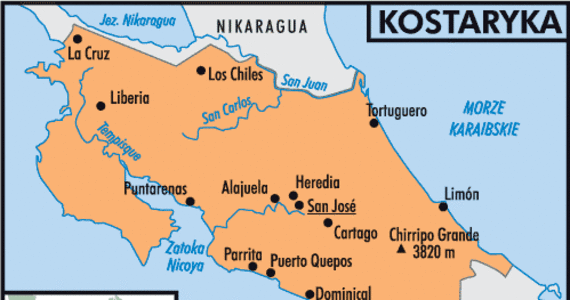 KOSTARYKA
Jez. Nikaragua
NIKARAGUA
La Cruz
Los Chiles
San Juan
Liberia
San Carlos
Tortuguero
MORZE
KARAIBSKIE
Tempisque
Puntarenas
Alajuela
Heredia
San José
Limón
Cartago
Chirripo Grande
3820 m
Zatoka
Nicoya
Parrita
Puerto Quepos
Dominical